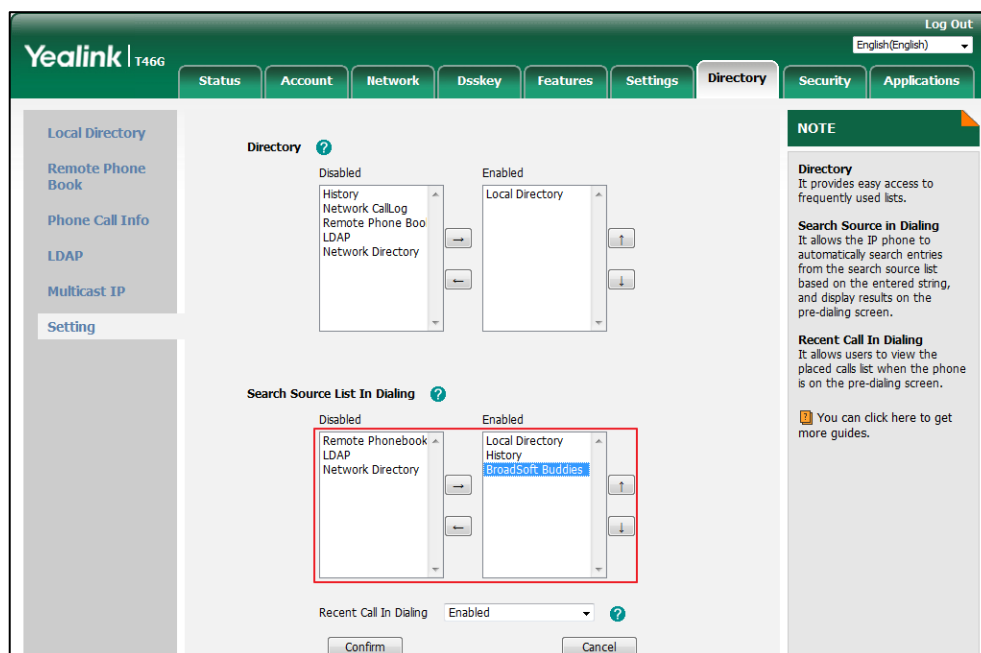 Log Out
English(English)
Yealink | T46G
Status Account Network Dsskey Features Settings Directory Security Applications
Local Directory
Remote Phone
Book
Phone Call Info
LDAP
Multicast IP
Setting
Directory ?
Disabled Enabled
History
Network CallLog
Remote Phone Boo
LDAP
Network Directory
Local Directory
→ ↑
← ↓
Search Source List In Dialing ?
Disabled Enabled
Remote Phonebook
LDAP
Network Directory
Local Directory
History
BroadSoft Buddies
→ ↑
← ↓
Recent Call In Dialing Enabled ?
Confirm Cancel
NOTE
Directory
It provides easy access to
frequently used lists.
Search Source in Dialing
It allows the IP phone to
automatically search entries
from the search source list
based on the entered string,
and display results on the
pre-dialing screen.
Recent Call In Dialing
It allows users to view the
placed calls list when the phone
is on the pre-dialing screen.
? You can click here to get
more guides.